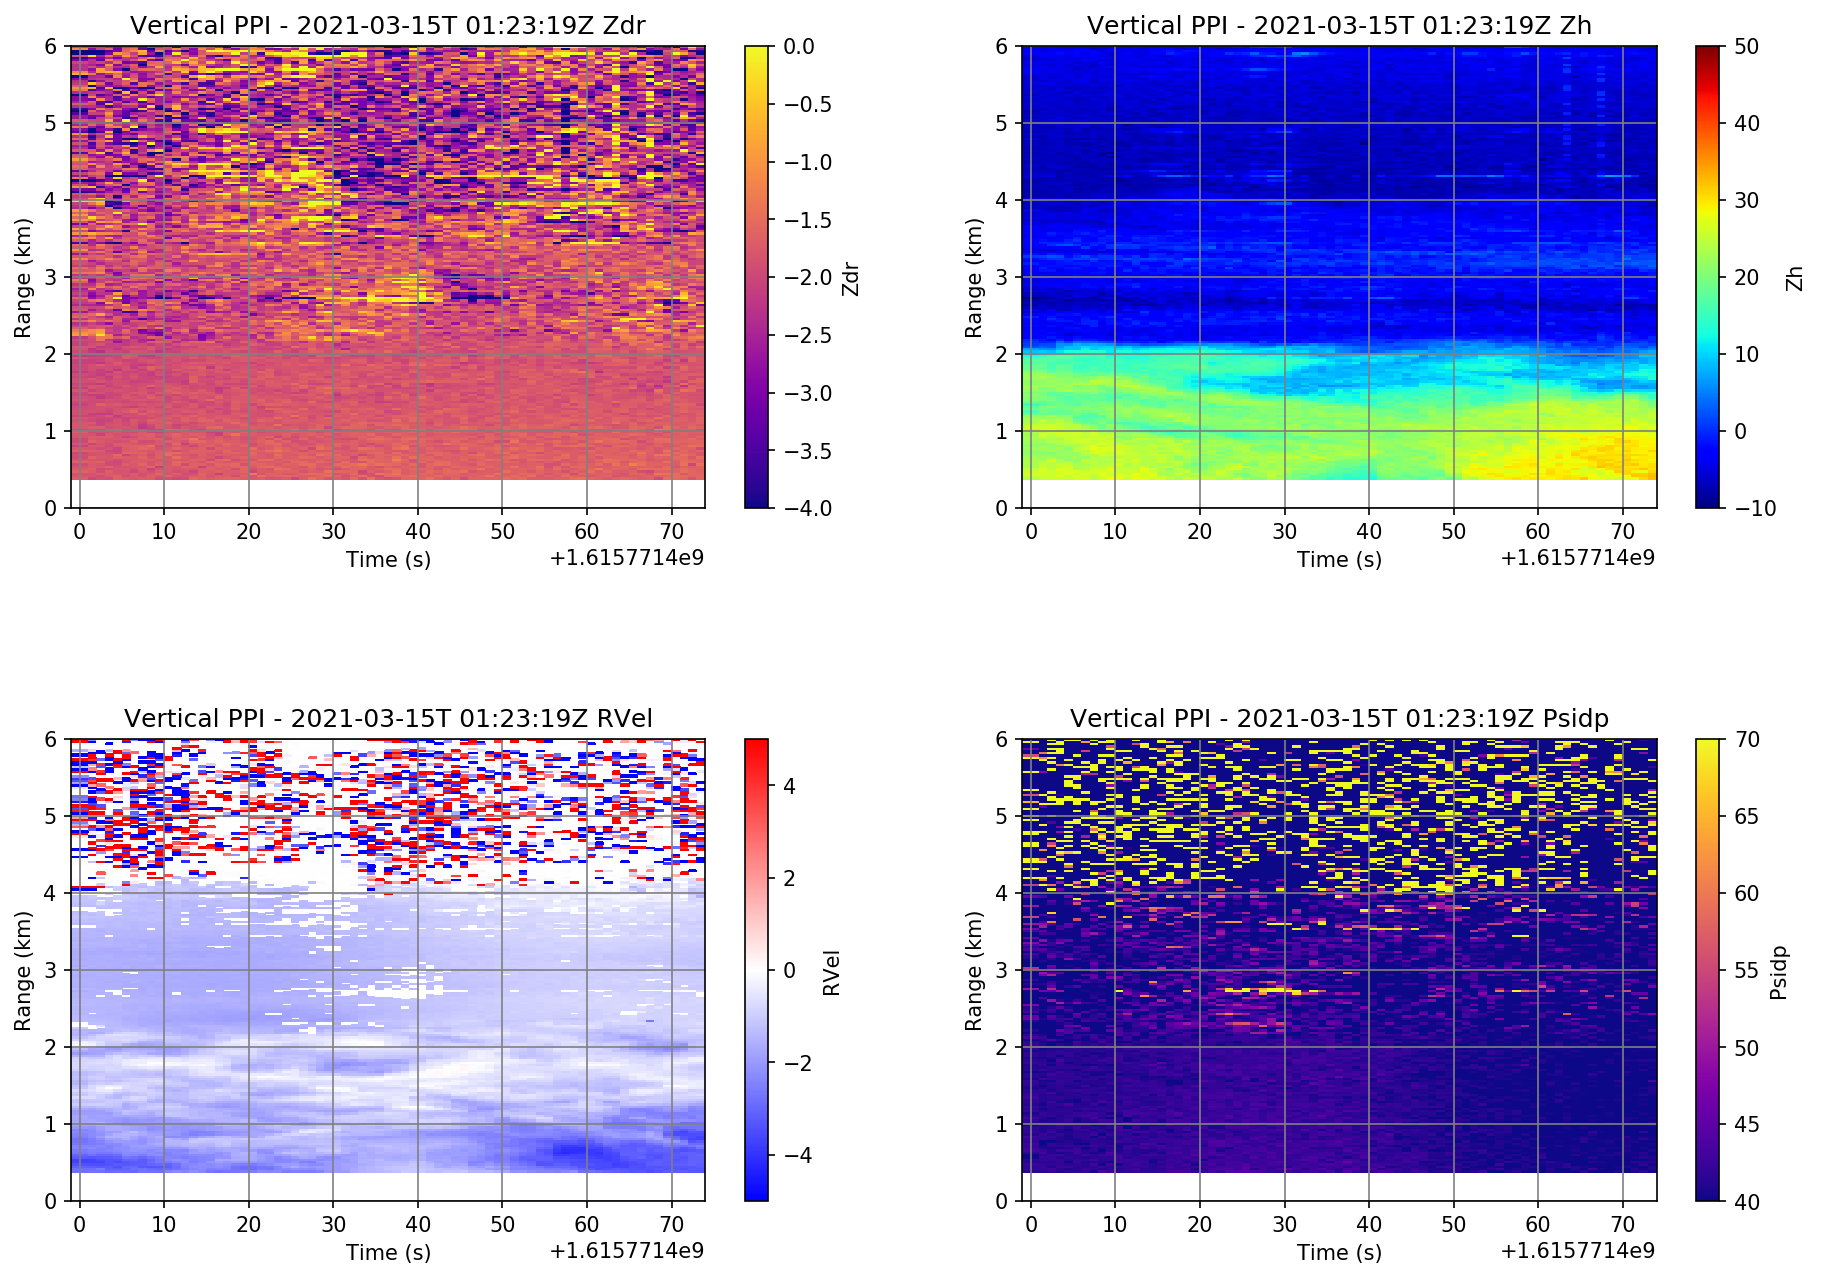 Vertical PPI - 2021-03-15T 01:23:19Z Zdr
6
5
4
3
2
1
0
Range (km)
0 10 20 30 40 50 60 70
Time (s)
+1.6157714e9
0.0
−0.5
−1.0
−1.5
−2.0
−2.5
−3.0
−3.5
−4.0
Zdr
Vertical PPI - 2021-03-15T 01:23:19Z Zh
6
5
4
3
2
1
0
Range (km)
0 10 20 30 40 50 60 70
Time (s)
+1.6157714e9
50
40
30
20
10
0
−10
Zh
Vertical PPI - 2021-03-15T 01:23:19Z RVel
6
5
4
3
2
1
0
Range (km)
0 10 20 30 40 50 60 70
Time (s)
+1.6157714e9
4
2
0
−2
−4
RVel
Vertical PPI - 2021-03-15T 01:23:19Z Psidp
6
5
4
3
2
1
0
Range (km)
0 10 20 30 40 50 60 70
Time (s)
+1.6157714e9
70
65
60
55
50
45
40
Psidp